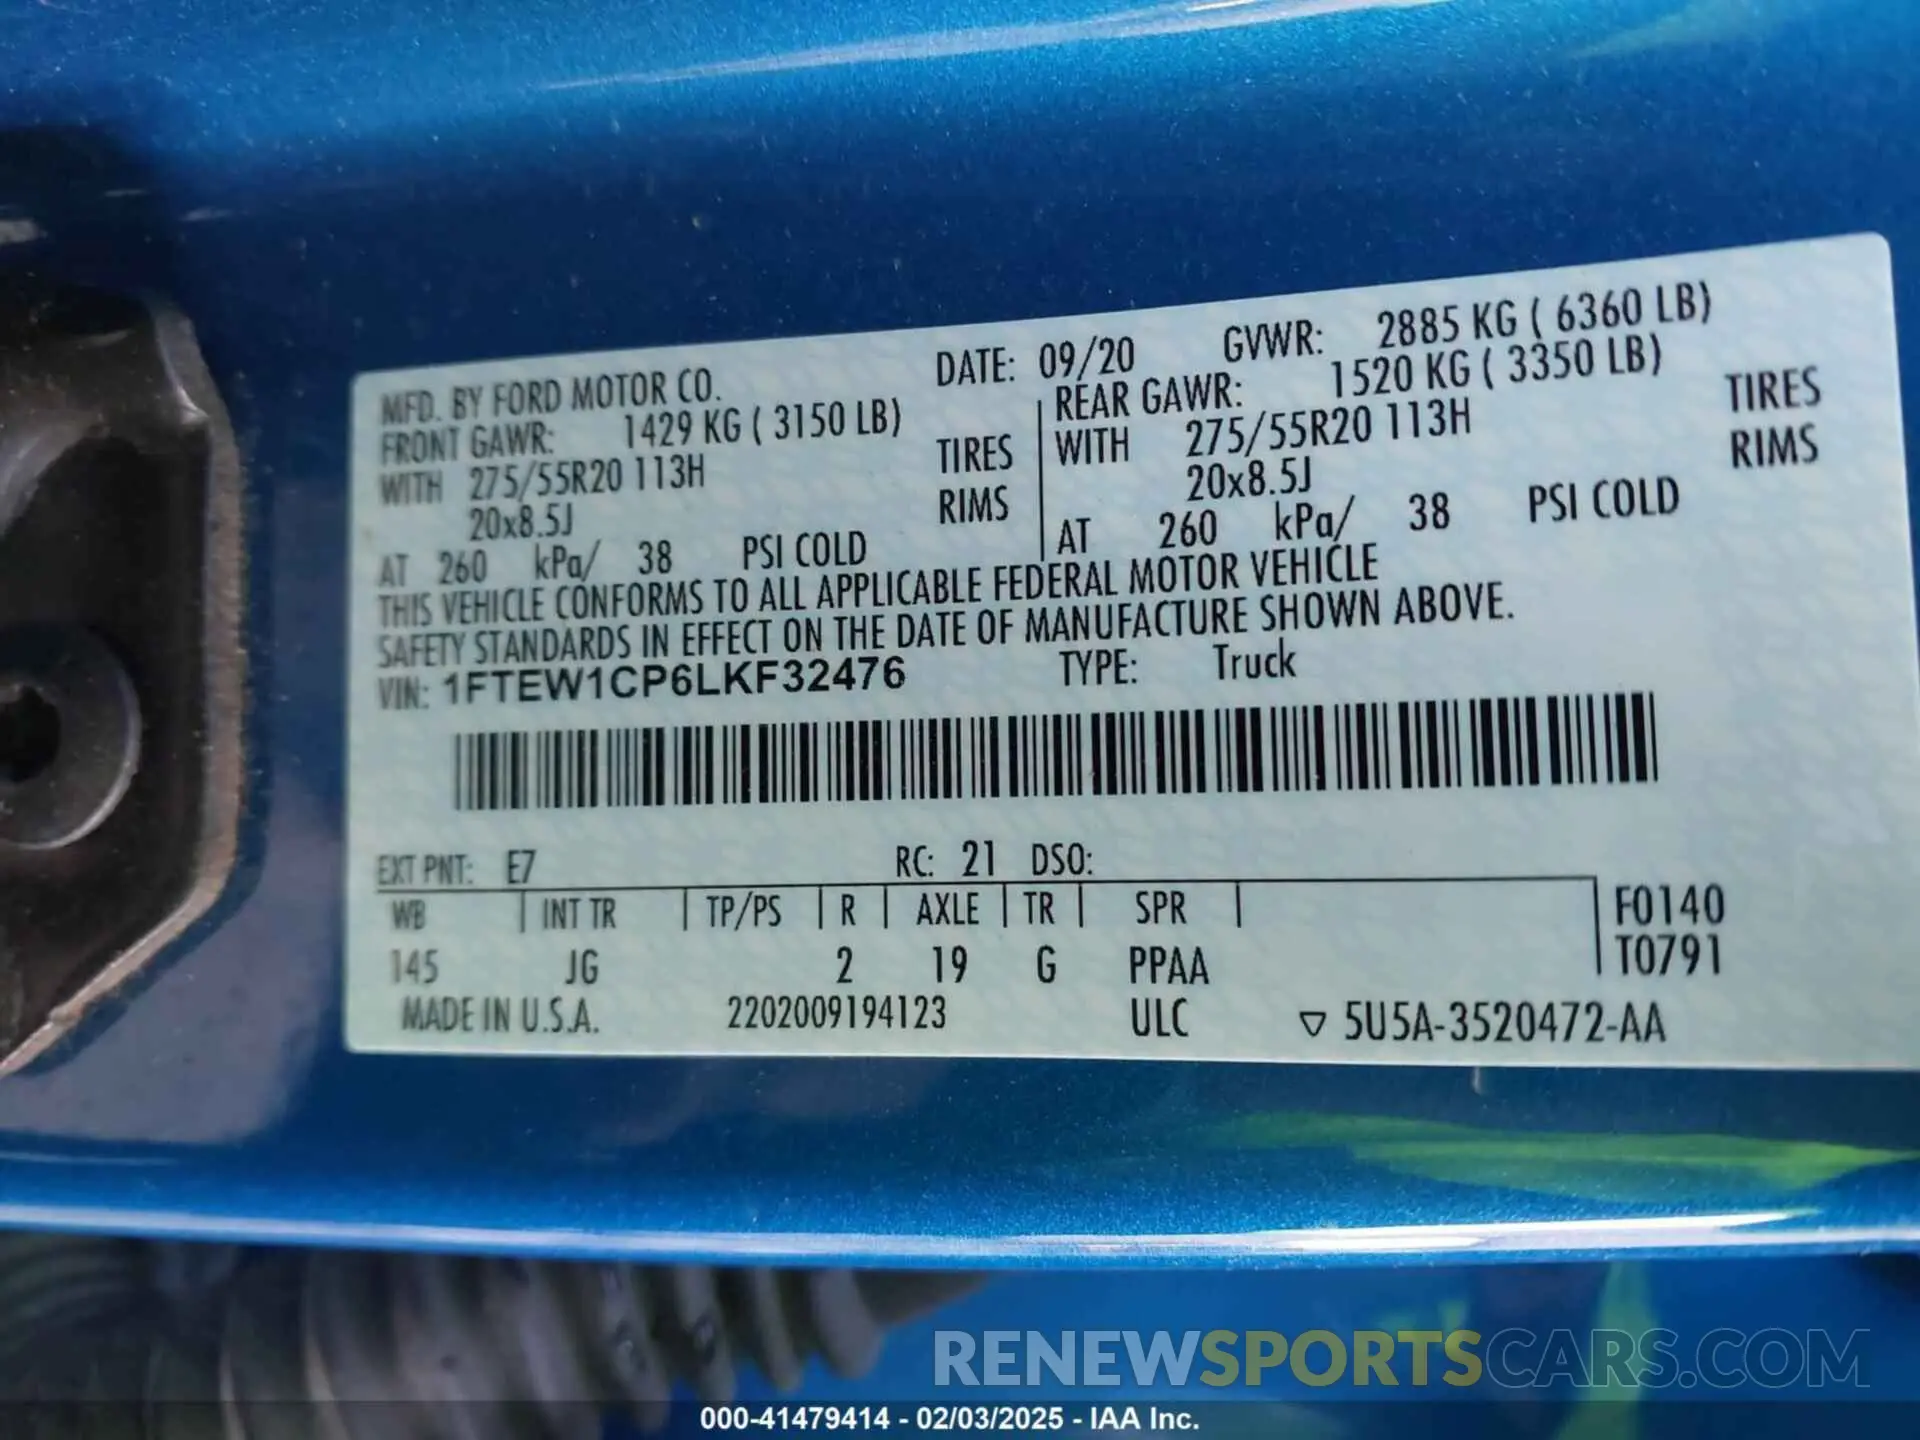 MFD. BY FORD MOTOR CO. DATE: 09/20 GVWR: 2885 KG ( 6360 LB)
FRONT GAWR: 1429 KG ( 3150 LB) REAR GAWR: 1520 KG ( 3350 LB)
WITH 275/55R20 113H TIRES WITH 275/55R20 113H TIRES
20x8.5J RIMS 20x8.5J RIMS
AT 260 kPa/ 38 PSI COLD AT 260 kPa/ 38 PSI COLD
THIS VEHICLE CONFORMS TO ALL APPLICABLE FEDERAL MOTOR VEHICLE
SAFETY STANDARDS IN EFFECT ON THE DATE OF MANUFACTURE SHOWN ABOVE.
VIN: 1FTEW1CP6LKF32476 TYPE: Truck
EXT PNT: E7 RC: 21 DSO:
WB INT TR TP/PS R AXLE TR SPR F0140
145 JG 2 19 G PPAA T0791
MADE IN U.S.A. 2202009194123 ULC ▽ 5U5A-3520472-AA
RENEWSPORTSCARS.COM
000-41479414 - 02/03/2025 - IAA Inc.